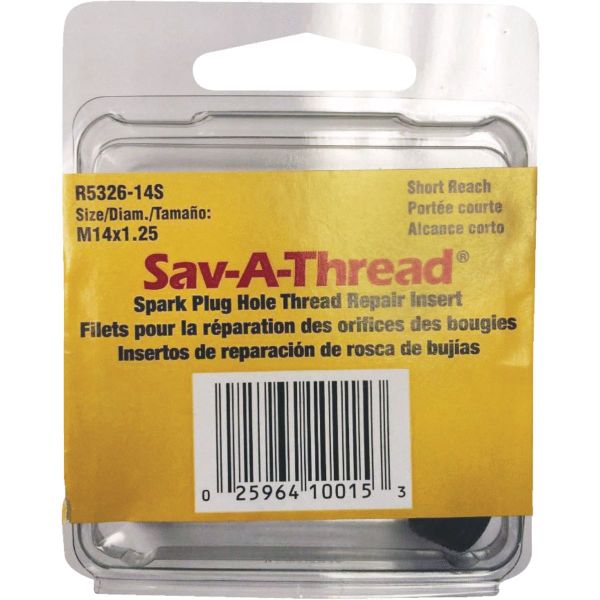 R5326-14S
Size/Diam./Tamaño:
M14x1.25
Short Reach
Portée courte
Alcance corto
Sav-A-Thread®
Spark Plug Hole Thread Repair Insert
Filets pour la réparation des orifices des bougies
Insertos de reparación de rosca de bujías
0 25964 10015 3